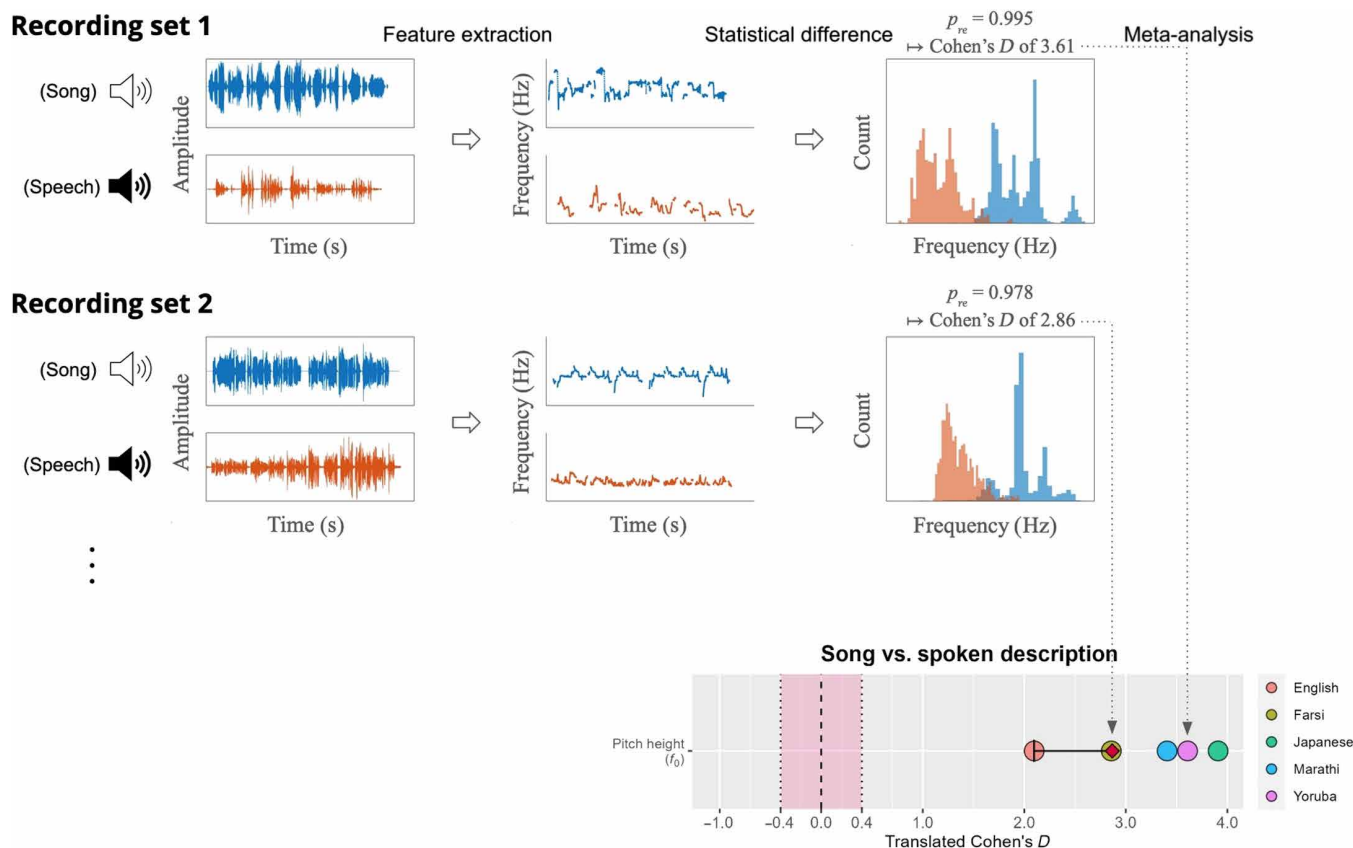 Recording set 1
Feature extraction
Statistical difference
Meta-analysis
pre = 0.995
↦ Cohen's D of 3.61
(Song)
(Speech)
Amplitude
Time (s)
Frequency (Hz)
Time (s)
Count
Frequency (Hz)
Recording set 2
pre = 0.978
↦ Cohen's D of 2.86
(Song)
(Speech)
Amplitude
Time (s)
Frequency (Hz)
Time (s)
Count
Frequency (Hz)
Song vs. spoken description
Pitch height
(f0)
−1.0 −0.4 0.0 0.4 1.0 2.0 3.0 4.0
Translated Cohen's D
English
Farsi
Japanese
Marathi
Yoruba